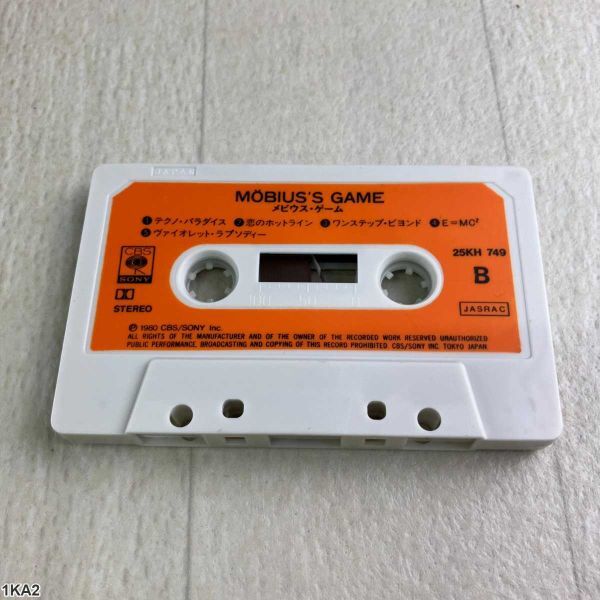 JAPAN
MÖBIUS'S GAME
メビウス・ゲーム
❶テクノ・パラダイス ❷恋のホットライン ❸ワンステップ・ビヨンド ❹E=MC²
❺ヴァイオレット・ラプソディー
CBS
SONY
25KH 749
B
STEREO
JASRAC
100 50 0
Ⓟ 1980 CBS/SONY Inc.
ALL RIGHTS OF THE MANUFACTURER AND OF THE OWNER OF THE RECORDED WORK RESERVED UNAUTHORIZED
PUBLIC PERFORMANCE, BROADCASTING AND COPYING OF THIS RECORD PROHIBITED. CBS/SONY INC. TOKYO JAPAN
1KA2